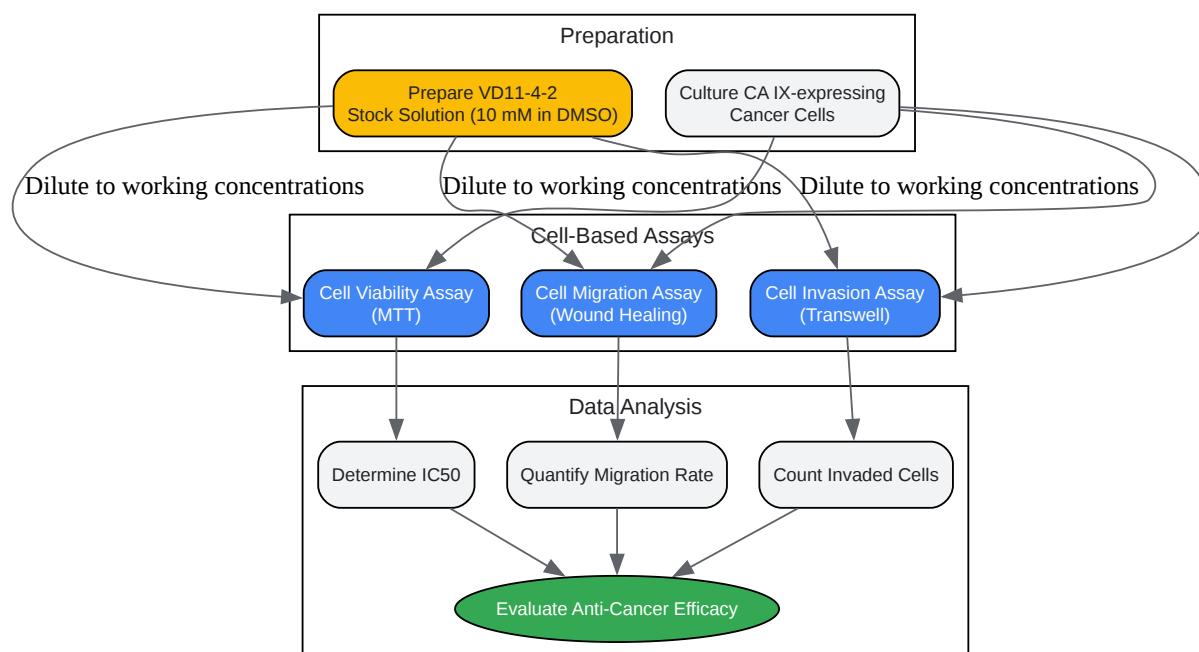 Preparation
Prepare VD11-4-2
Stock Solution (10 mM in DMSO)
Culture CA IX-expressing
Cancer Cells
Dilute to working concentrations
Dilute to working concentrations
Dilute to working concentrations
Cell-Based Assays
Cell Viability Assay
(MTT)
Cell Migration Assay
(Wound Healing)
Cell Invasion Assay
(Transwell)
Data Analysis
Determine IC50
Quantify Migration Rate
Count Invaded Cells
Evaluate Anti-Cancer Efficacy